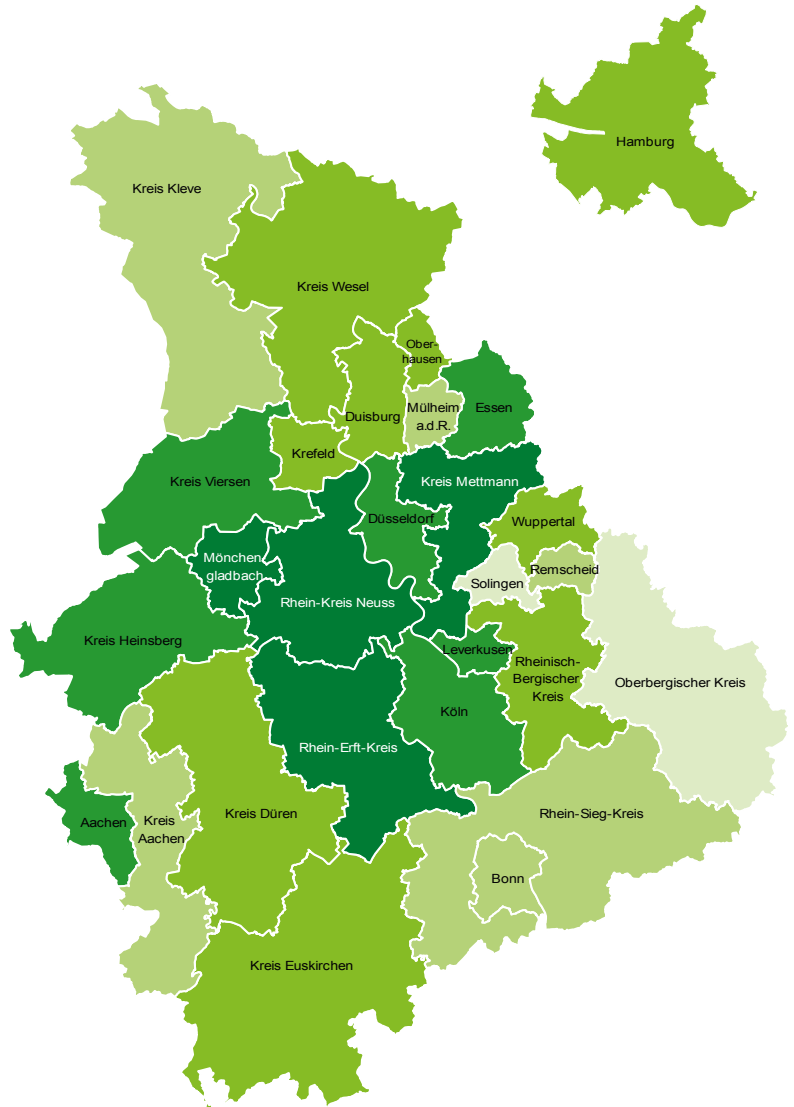 Hamburg
Kreis Kleve
Kreis Wesel
Ober-
hausen
Duisburg
Mülheim
a.d.R.
Essen
Krefeld
Kreis Viersen
Kreis Mettmann
Düsseldorf
Wuppertal
Mönchen
gladbach
Remscheid
Solingen
Rhein-Kreis Neuss
Kreis Heinsberg
Leverkusen
Rheinisch-
Bergischer
Kreis
Oberbergischer Kreis
Köln
Rhein-Erft-Kreis
Kreis Düren
Rhein-Sieg-Kreis
Aachen
Kreis
Aachen
Bonn
Kreis Euskirchen